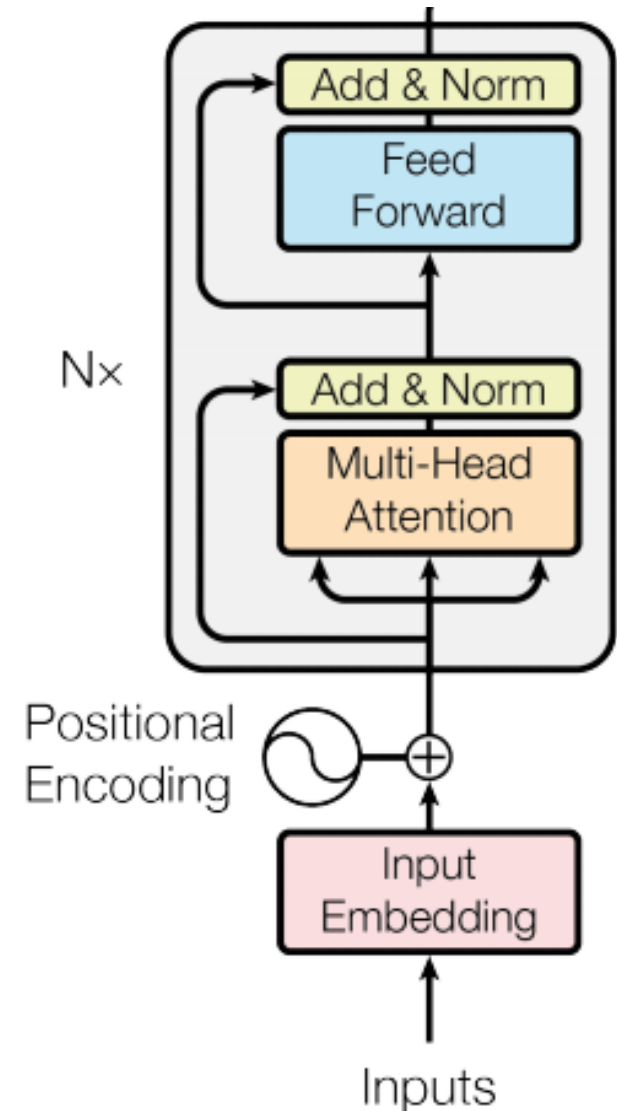 Add & Norm
Feed
Forward
Nx
Add & Norm
Multi-Head
Attention
Positional
Encoding
Input
Embedding
Inputs